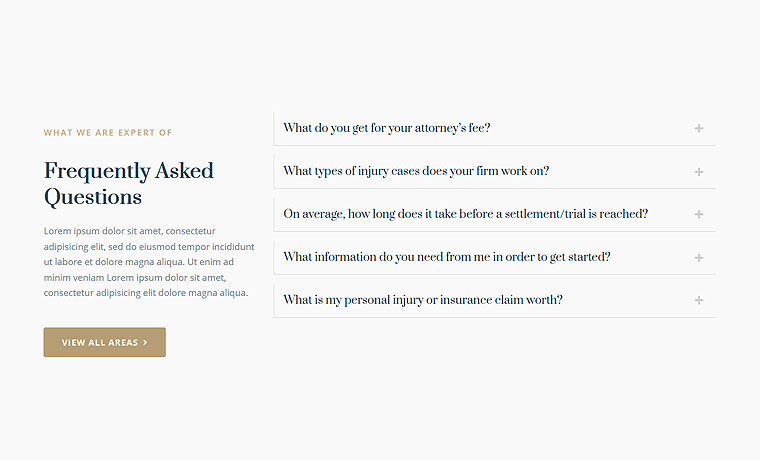 WHAT WE ARE EXPERT OF
Frequently Asked
Questions
Lorem ipsum dolor sit amet, consectetur
adipisicing elit, sed do eiusmod tempor incididunt
ut labore et dolore magna aliqua. Ut enim ad
minim veniam Lorem ipsum dolor sit amet,
consectetur adipisicing elit dolore magna aliqua.
VIEW ALL AREAS
What do you get for your attorney's fee?
What types of injury cases does your firm work on?
On average, how long does it take before a settlement/trial is reached?
What information do you need from me in order to get started?
What is my personal injury or insurance claim worth?